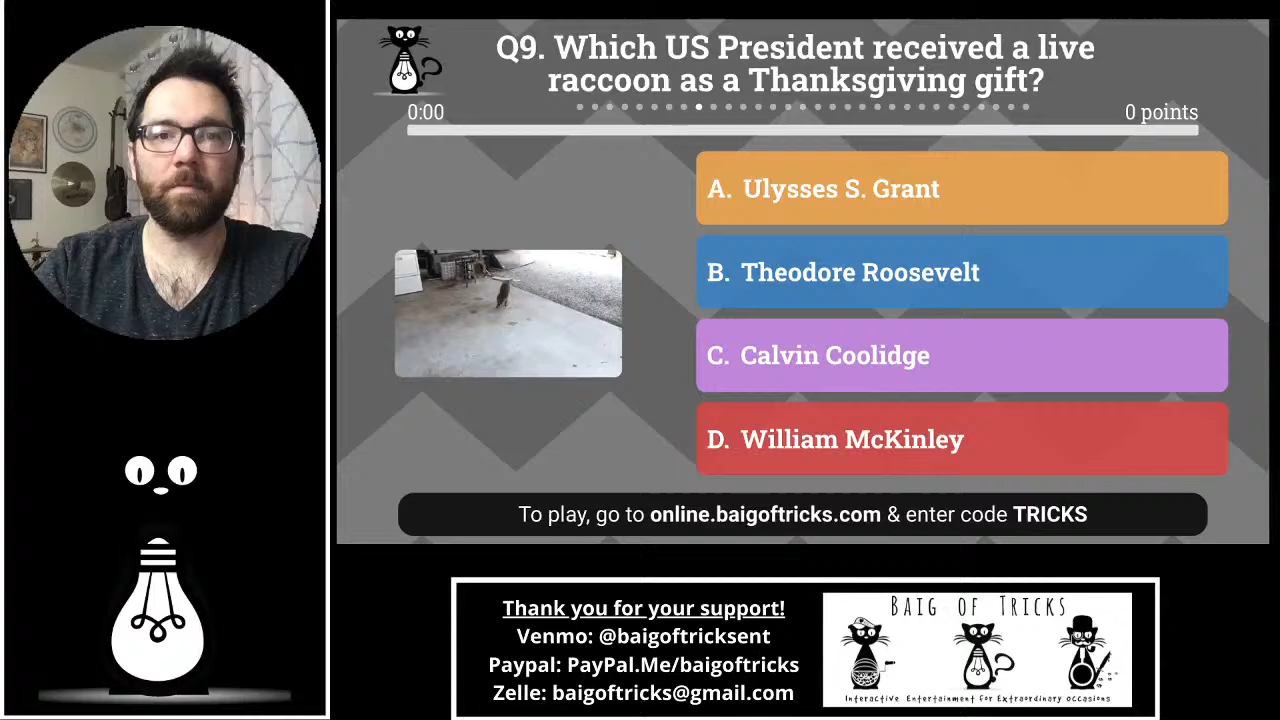 Q9. Which US President received a live
raccoon as a Thanksgiving gift?
0:00
0 points
A. Ulysses S. Grant
B. Theodore Roosevelt
C. Calvin Coolidge
D. William McKinley
To play, go to online.baigoftricks.com & enter code TRICKS
Thank you for your support!
Venmo: @baigoftricksent
Paypal: PayPal.Me/baigoftricks
Zelle: baigoftricks@gmail.com
BAIG OF TRICKS
Interactive Entertainment for Extraordinary Occasions